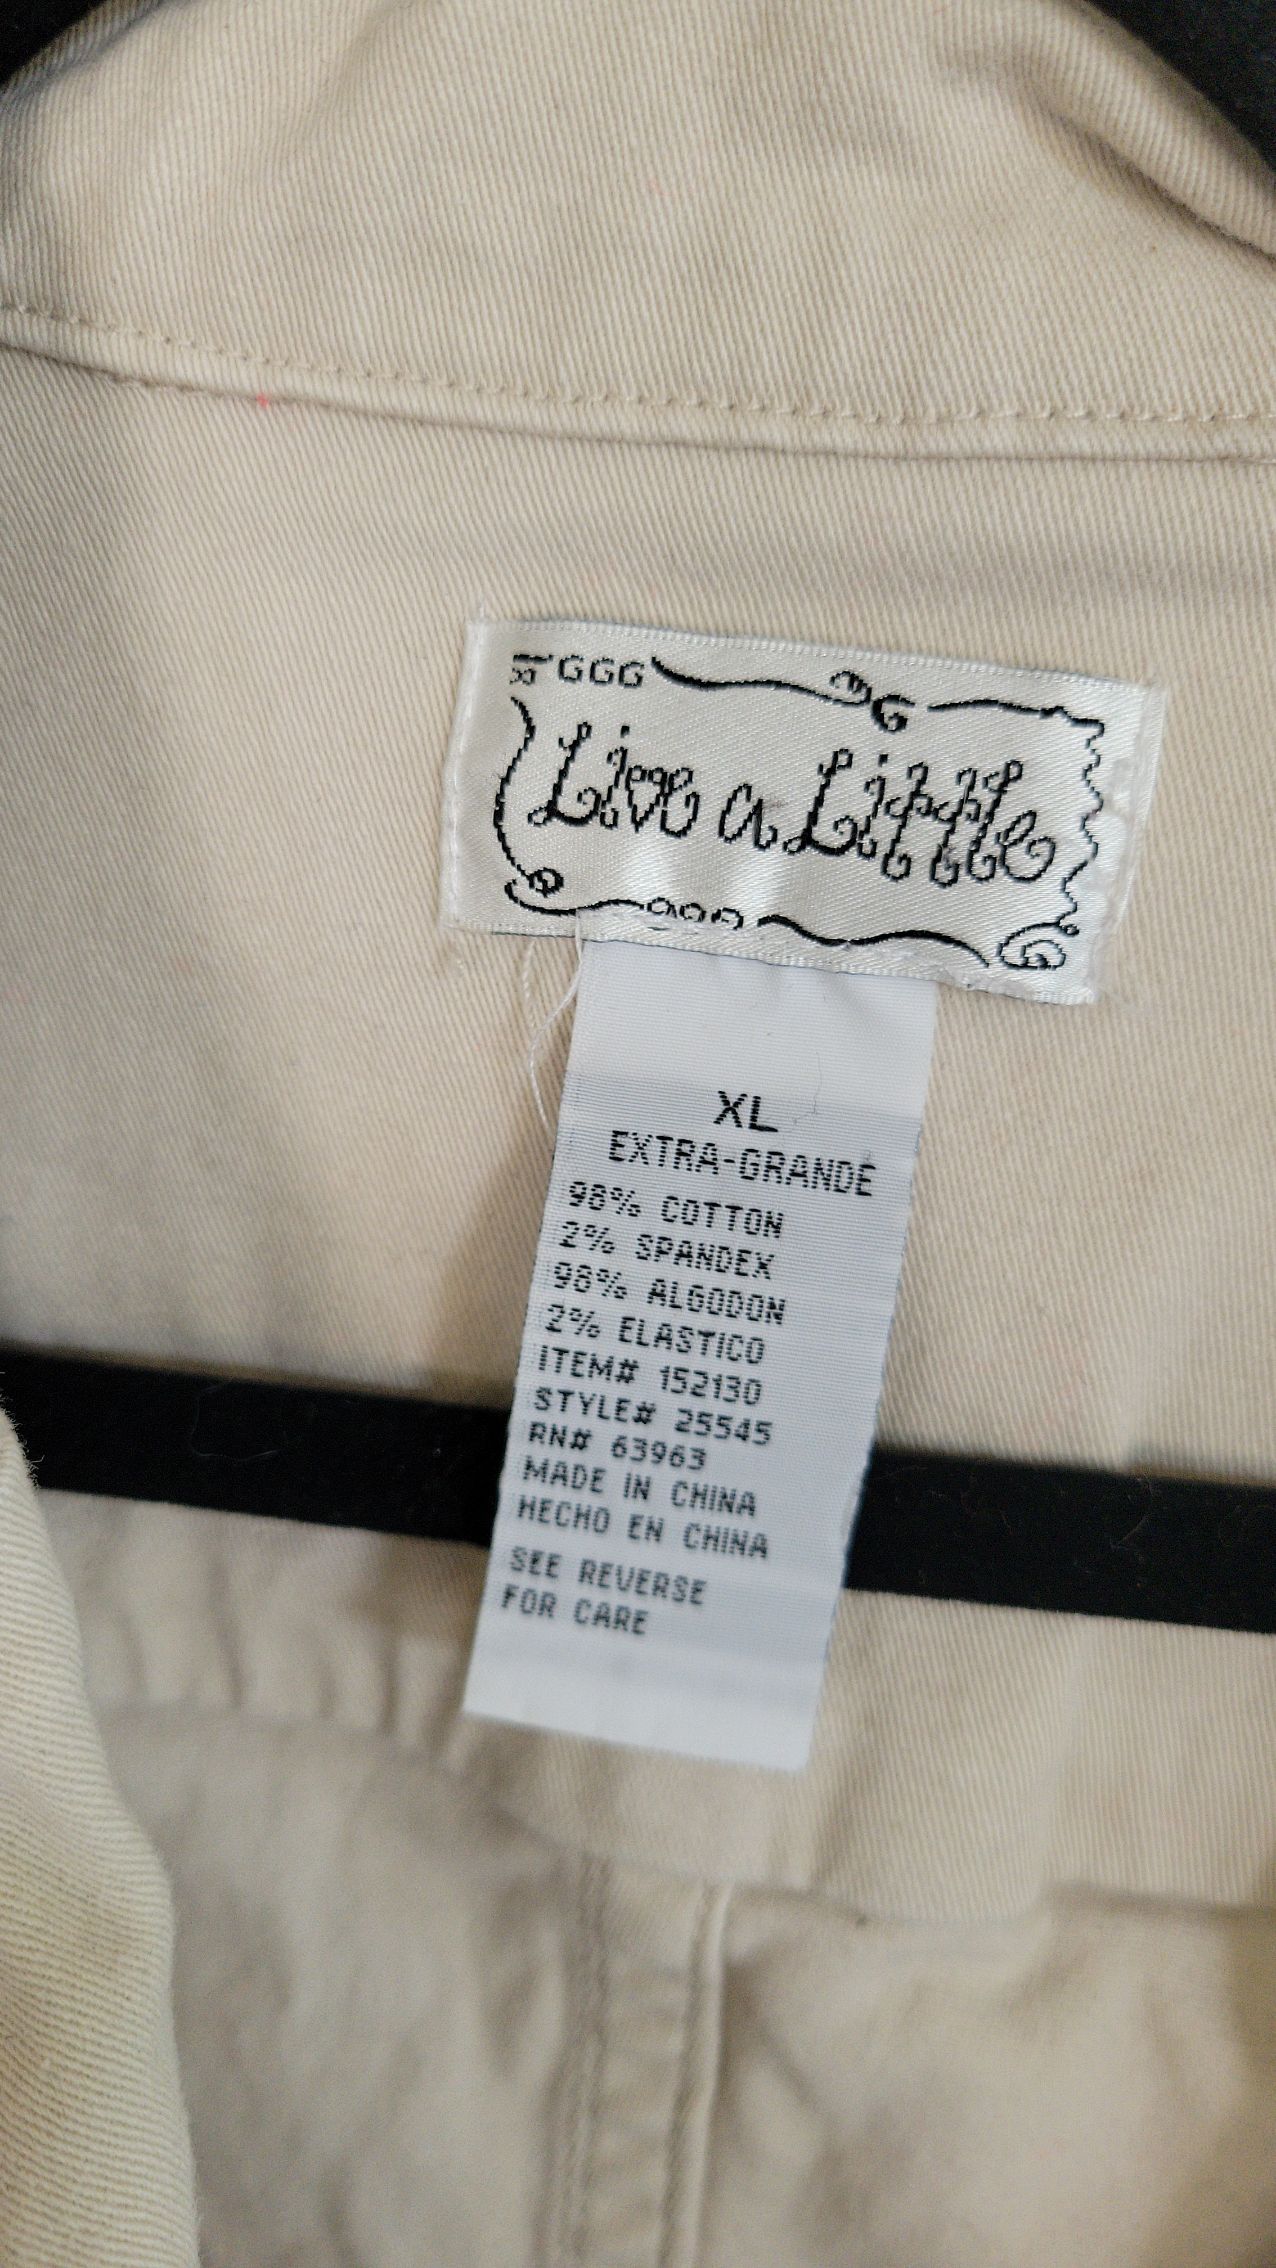 Live a Little
XL
EXTRA-GRANDE
98% COTTON
2% SPANDEX
98% ALGODON
2% ELASTICO
ITEM# 152130
STYLE# 25545
RN# 63963
MADE IN CHINA
HECHO EN CHINA
SEE REVERSE
FOR CARE